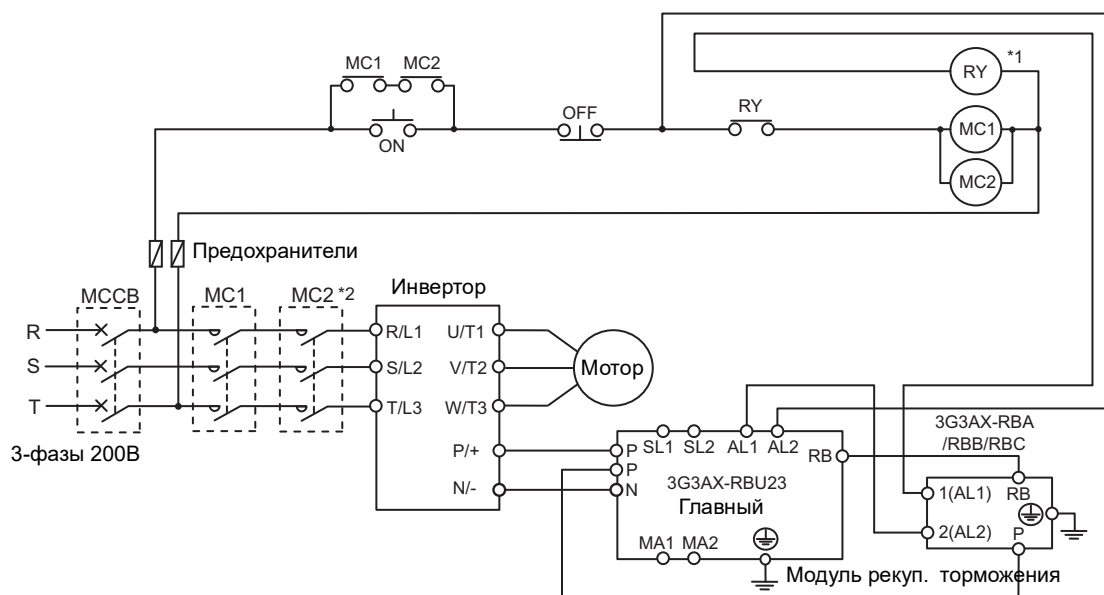 MC1 MC2
ON
OFF
RY
RY *1
MC1
MC2
Предохранители
MCCB
MC1
MC2 *2
Инвертор
R
S
T
3-фазы 200В
R/L1 U/T1
S/L2 V/T2
T/L3 W/T3
P/+
N/-
Мотор
SL1 SL2 AL1 AL2
P
P
N
RB
3G3AX-RBU23
Главный
MA1 MA2
3G3AX-RBA
/RBB/RBC
1(AL1) RB
2(AL2) P
Модуль рекуп. торможения